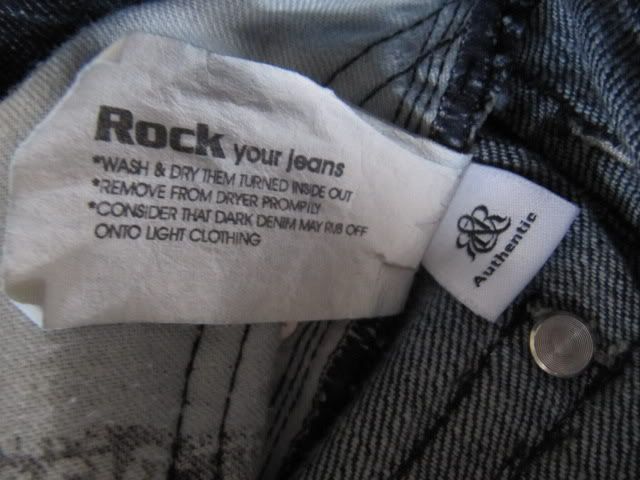 Rock your jeans
*WASH & DRY THEM TURNED INSIDE OUT
*REMOVE FROM DRYER PROMPTLY
*CONSIDER THAT DARK DENIM MAY RUB OFF
ONTO LIGHT CLOTHING
R&R
Authentic